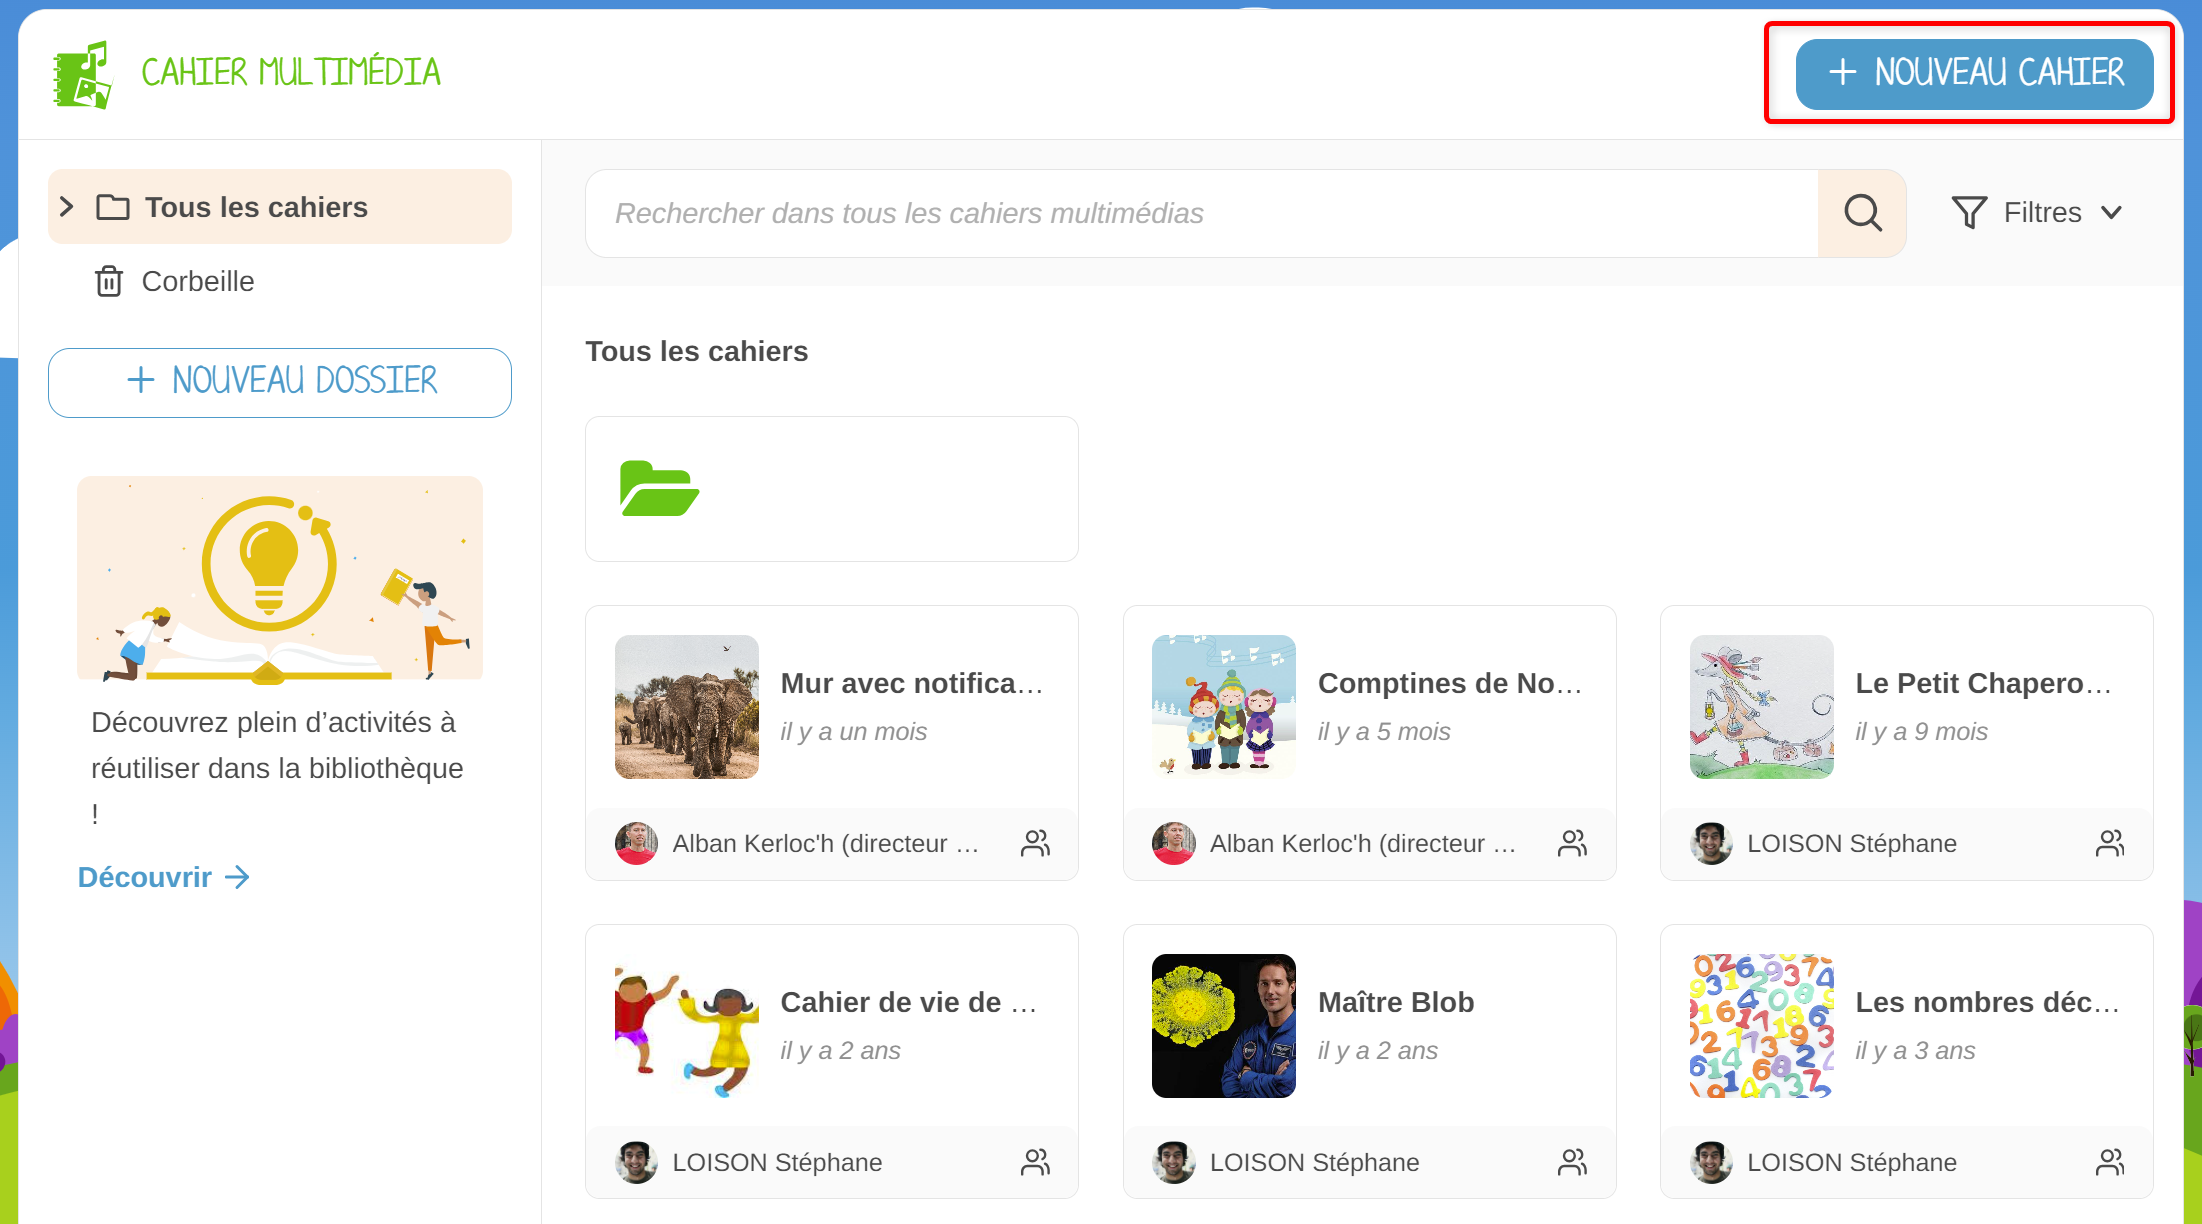 CAHIER MULTIMÉDIA
+ NOUVEAU CAHIER
Tous les cahiers
Corbeille
+ NOUVEAU DOSSIER
Découvrez plein d’activités à
réutiliser dans la bibliothèque
!
Découvrir
Rechercher dans tous les cahiers multimédias
Filtres
Tous les cahiers
Mur avec notifica…
il y a un mois
Alban Kerloc'h (directeur …
Comptines de No…
il y a 5 mois
Alban Kerloc'h (directeur …
Le Petit Chapero…
il y a 9 mois
LOISON Stéphane
Cahier de vie de …
il y a 2 ans
LOISON Stéphane
Maître Blob
il y a 2 ans
LOISON Stéphane
Les nombres déc…
il y a 3 ans
LOISON Stéphane